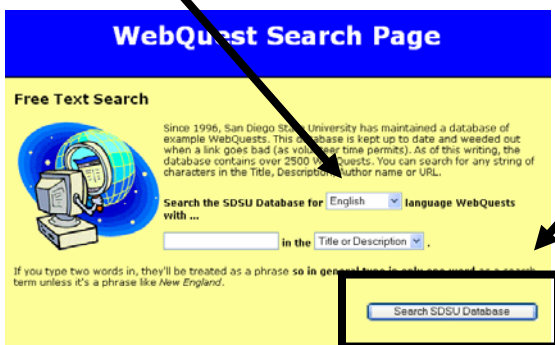 WebQuest Search Page
Free Text Search
Since 1996, San Diego State University has maintained a database of
example WebQuests. This database is kept up to date and weeded out
when a link goes bad (as volunteer time permits). As of this writing, the
database contains over 2500 WebQuests. You can search for any string of
characters in the Title, Description, Author name or URL.
Search the SDSU Database for English language WebQuests
with ...
in the Title or Description .
If you type two words in, they'll be treated as a phrase so in general type in only one word as a search
term unless it's a phrase like New England.
Search SDSU Database